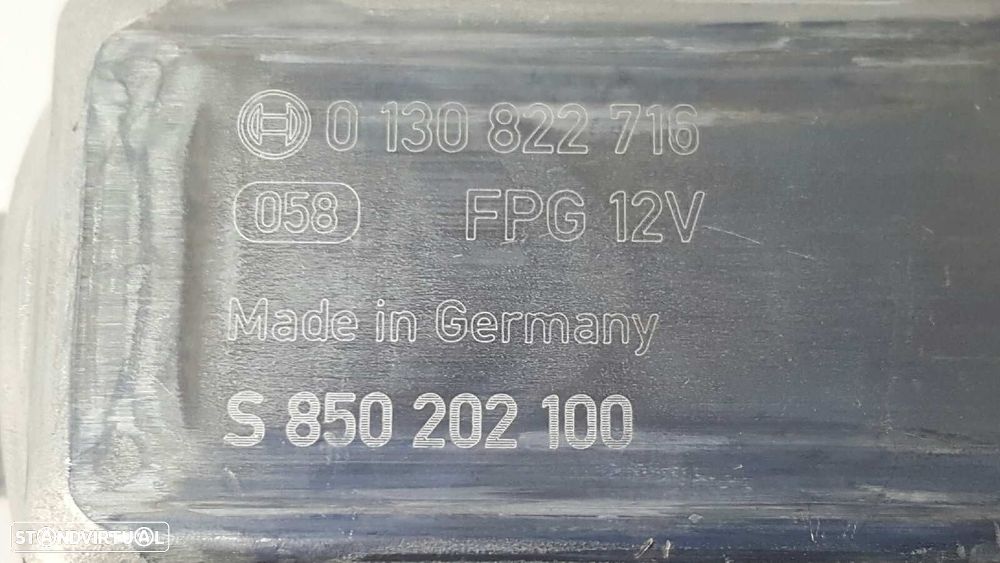 0 130 822 716
058 FPG 12V
Made in Germany
S 850 202 100
STANDVIRTUAL